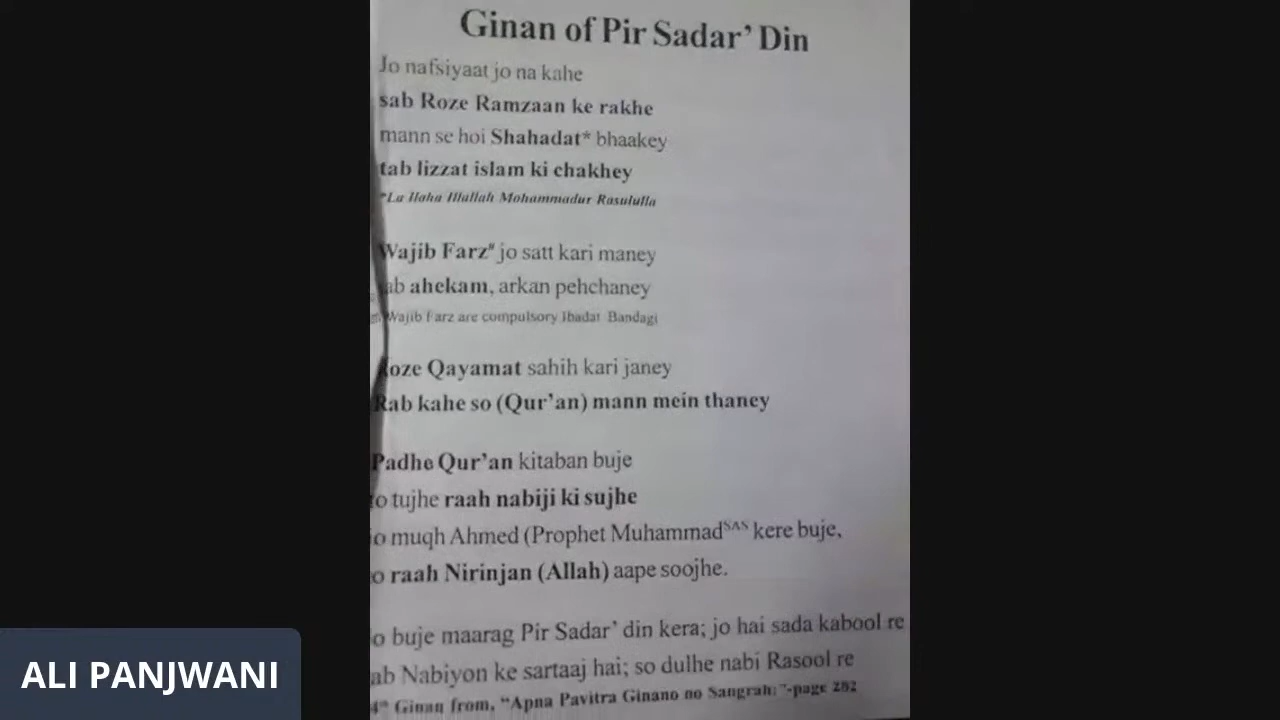 Ginan of Pir Sadar’ Din
Jo nafsiyaat jo na kahe
sab Roze Ramzaan ke rakhe
mann se hoi Shahadat* bhaakey
tab lizzat islam ki chakhey
*La Ilaha Illallah Mohammadur Rasululla
Wajib Farz# jo satt kari maney
ab ahekam, arkan pehchaney
Wajib Farz are compulsory Ibadat Bandagi
oze Qayamat sahih kari janey
Rab kahe so (Qur’an) mann mein thaney
Padhe Qur’an kitaban buje
to tujhe raah nabiji ki sujhe
o muqh Ahmed (Prophet Muhammad SAS kere buje,
o raah Nirinjan (Allah) aape soojhe.
o buje maarag Pir Sadar’ din kera; jo hai sada kabool re
ab Nabiyon ke sartaaj hai; so dulhe nabi Rasool re
4th Ginan from, “Apna Pavitra Ginano no Sangrah:”-page 282
ALI PANJWANI